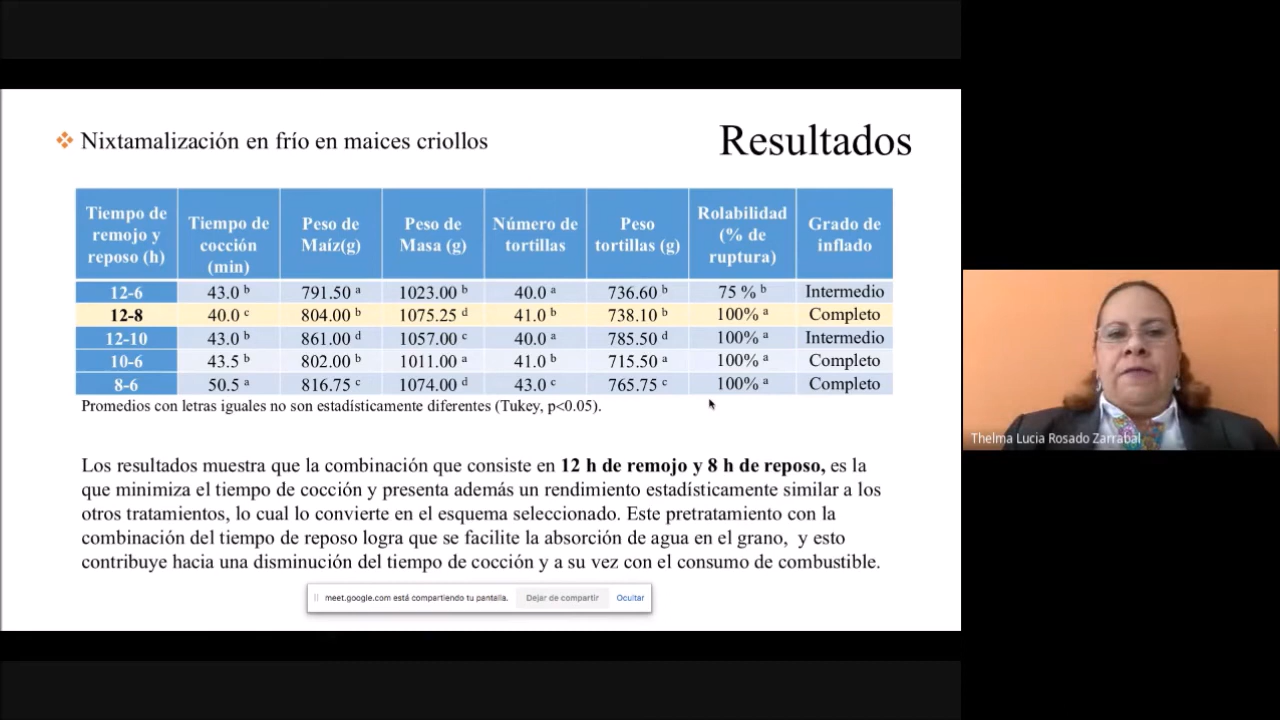 ❖ Nixtamalización en frío en maices criollos
Resultados
Tiempo de remojo y reposo (h) | Tiempo de cocción (min) | Peso de Maíz(g) | Peso de Masa (g) | Número de tortillas | Peso tortillas (g) | Rolabilidad (% de ruptura) | Grado de inflado
12-6 | 43.0 b | 791.50 a | 1023.00 b | 40.0 a | 736.60 b | 75 % b | Intermedio
12-8 | 40.0 c | 804.00 b | 1075.25 d | 41.0 b | 738.10 b | 100% a | Completo
12-10 | 43.0 b | 861.00 d | 1057.00 c | 40.0 a | 785.50 d | 100% a | Intermedio
10-6 | 43.5 b | 802.00 b | 1011.00 a | 41.0 b | 715.50 a | 100% a | Completo
8-6 | 50.5 a | 816.75 c | 1074.00 d | 43.0 c | 765.75 c | 100% a | Completo
Promedios con letras iguales no son estadísticamente diferentes (Tukey, p<0.05).
Los resultados muestra que la combinación que consiste en 12 h de remojo y 8 h de reposo, es la
que minimiza el tiempo de cocción y presenta además un rendimiento estadísticamente similar a los
otros tratamientos, lo cual lo convierte en el esquema seleccionado. Este pretratamiento con la
combinación del tiempo de reposo logra que se facilite la absorción de agua en el grano, y esto
contribuye hacia una disminución del tiempo de cocción y a su vez con el consumo de combustible.
meet.google.com está compartiendo tu pantalla. Dejar de compartir Ocultar
Thelma Lucia Rosado Zarrabal